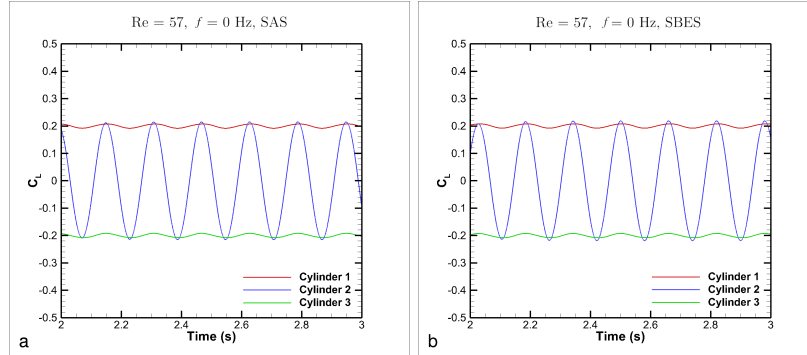 Re = 57, f = 0 Hz, SAS
0.5
0.4
0.3
0.2
0.1
0
-0.1
-0.2
-0.3
-0.4
-0.5
C_L
2
2.2
2.4
2.6
2.8
3
Time (s)
Cylinder 1
Cylinder 2
Cylinder 3
a
Re = 57, f = 0 Hz, SBES
0.5
0.4
0.3
0.2
0.1
0
-0.1
-0.2
-0.3
-0.4
-0.5
C_L
2
2.2
2.4
2.6
2.8
3
Time (s)
Cylinder 1
Cylinder 2
Cylinder 3
b